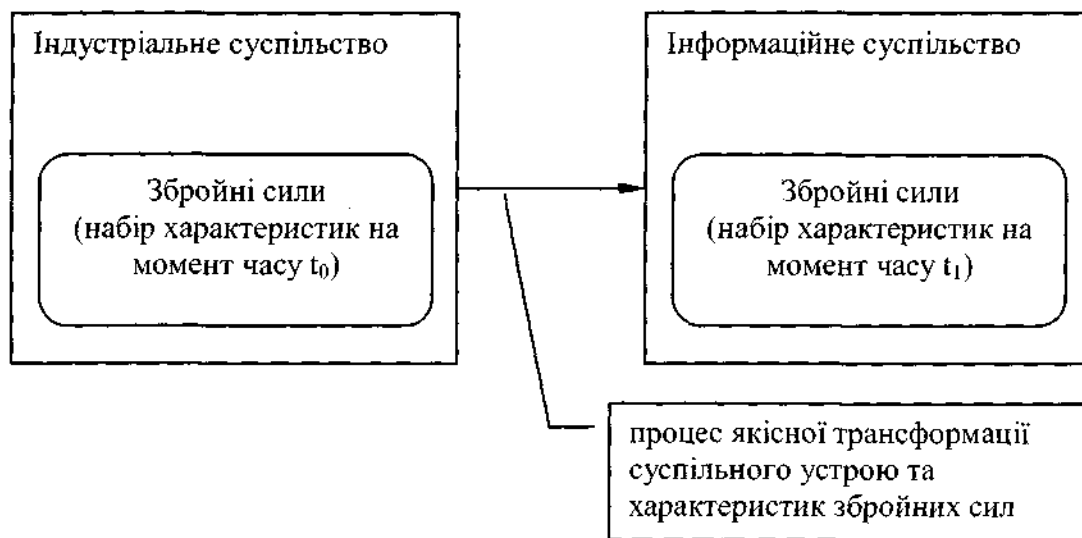 Індустріальне суспільство
Збройні сили
(набір характеристик на
момент часу t₀)
Інформаційне суспільство
Збройні сили
(набір характеристик на
момент часу t₁)
процес якісної трансформації
суспільного устрою та
характеристик збройних сил